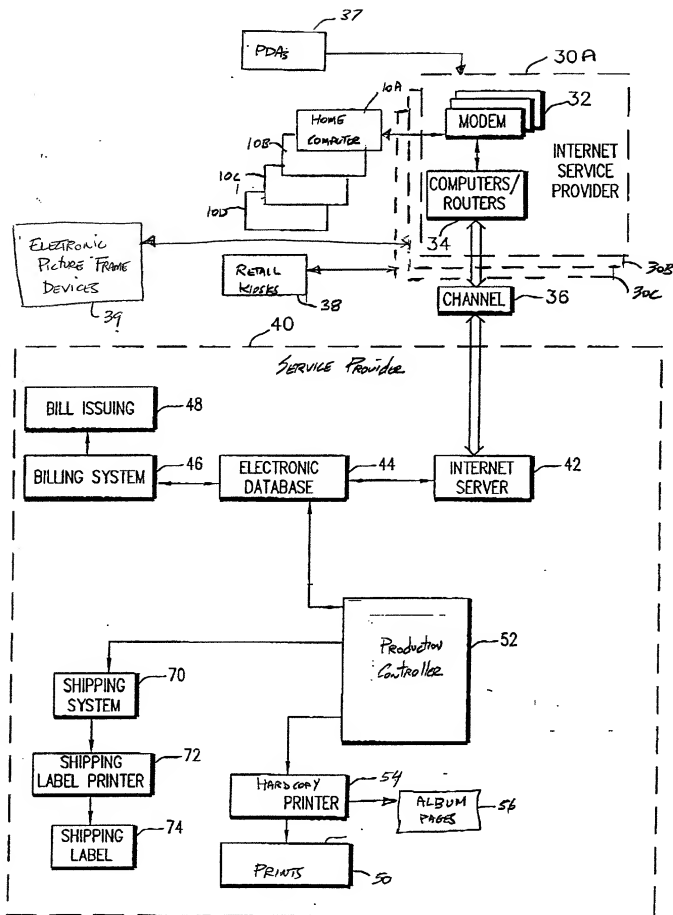 37
PDAs
30A
10A
HOME
COMPUTER
32
MODEM
10B
10C
10D
INTERNET
SERVICE
PROVIDER
COMPUTERS/
ROUTERS
34
ELECTRONIC
PICTURE FRAME
DEVICES
39
RETAIL
KIOSKS
38
30B
30C
CHANNEL
36
40
SERVICE PROVIDER
BILL ISSUING
48
BILLING SYSTEM
46
ELECTRONIC
DATABASE
44
INTERNET
SERVER
42
PRODUCTION
CONTROLLER
52
SHIPPING
SYSTEM
70
SHIPPING
LABEL PRINTER
72
SHIPPING
LABEL
74
HARDCOPY
PRINTER
54
ALBUM
PAGES
56
PRINTS
50